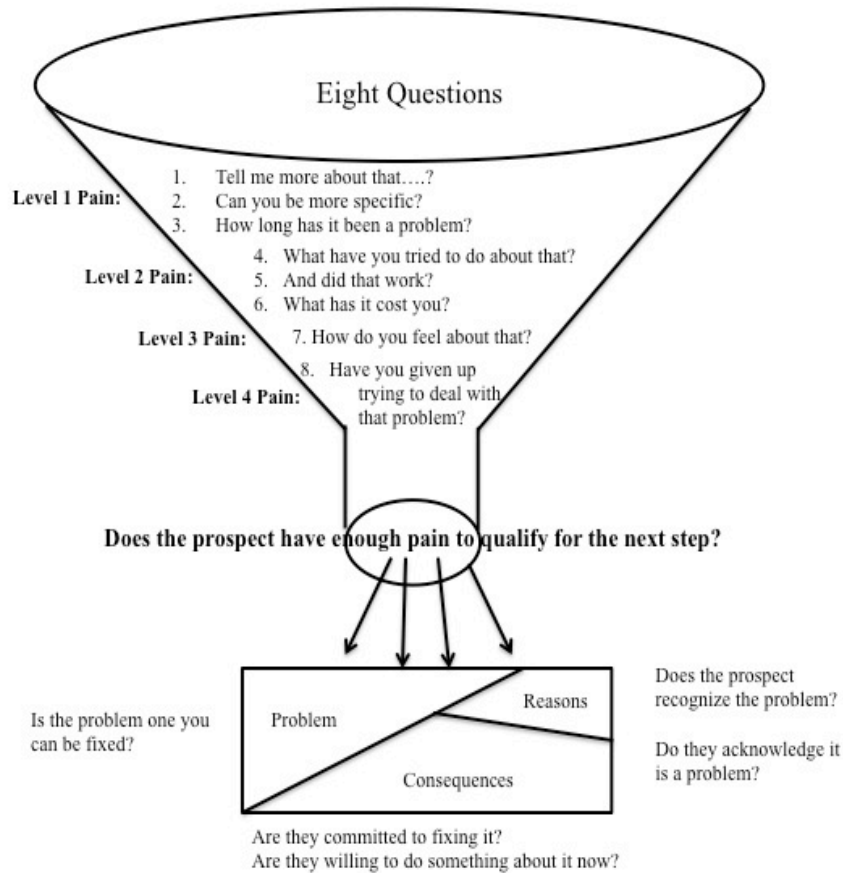 Eight Questions
Level 1 Pain:
1. Tell me more about that….?
2. Can you be more specific?
3. How long has it been a problem?
Level 2 Pain:
4. What have you tried to do about that?
5. And did that work?
6. What has it cost you?
Level 3 Pain:
7. How do you feel about that?
Level 4 Pain:
8. Have you given up
trying to deal with
that problem?
Does the prospect have enough pain to qualify for the next step?
Is the problem one you
can be fixed?
Problem
Reasons
Consequences
Does the prospect
recognize the problem?
Do they acknowledge it
is a problem?
Are they committed to fixing it?
Are they willing to do something about it now?